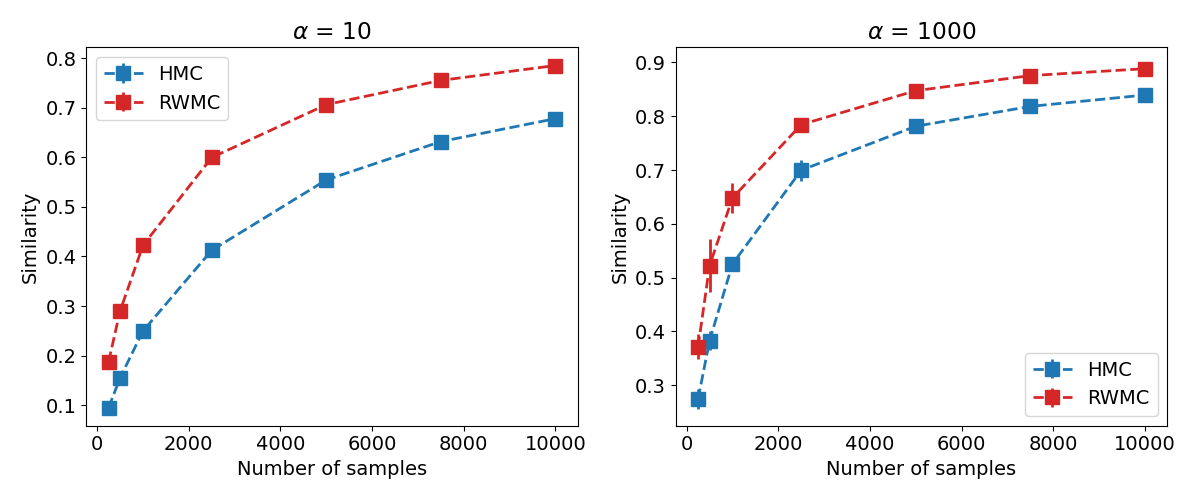 α = 10
0.8
0.7
0.6
0.5
0.4
0.3
0.2
0.1
Similarity
HMC
RWMC
0 2000 4000 6000 8000 10000
Number of samples
α = 1000
0.9
0.8
0.7
0.6
0.5
0.4
0.3
Similarity
HMC
RWMC
0 2000 4000 6000 8000 10000
Number of samples